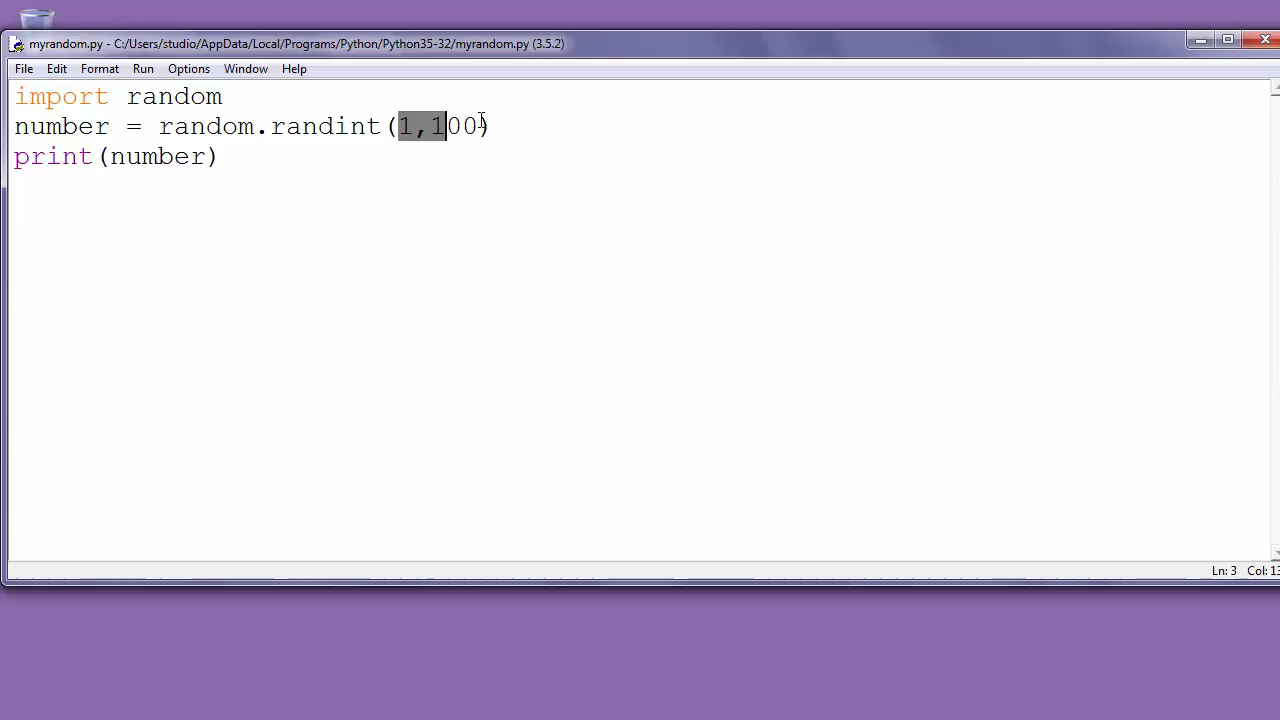 myrandom.py - C:/Users/studio/AppData/Local/Programs/Python/Python35-32/myrandom.py (3.5.2)
File Edit Format Run Options Window Help
import random
number = random.randint(1,100)
print(number)
Ln: 3 Col: 13